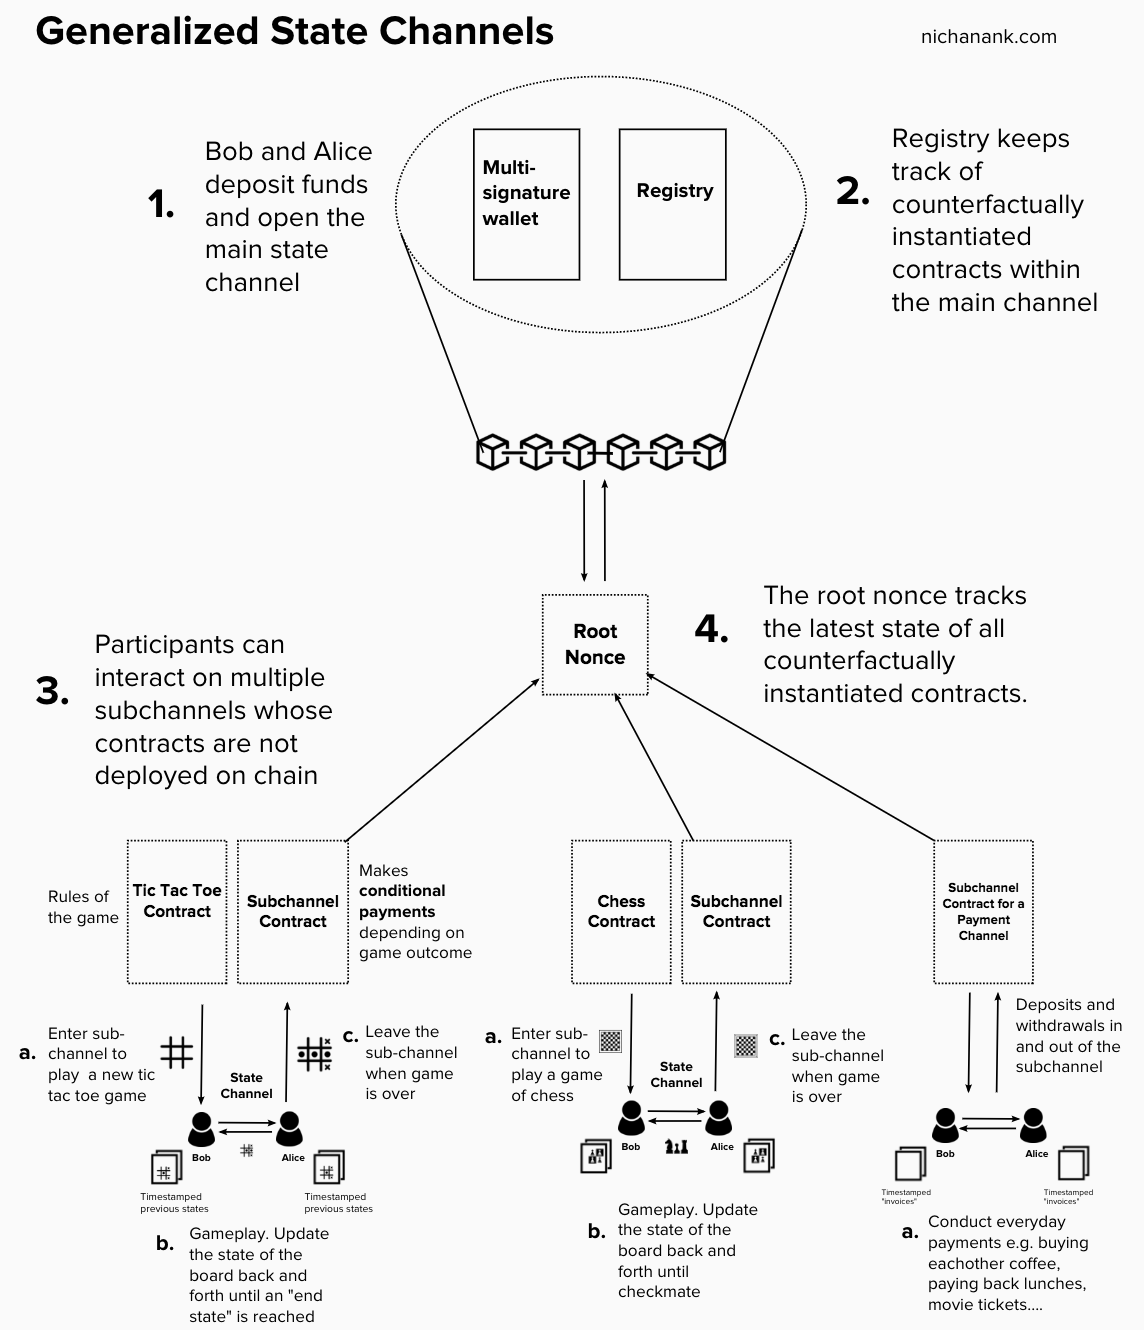 Generalized State Channels
nichanank.com
1.
Bob and Alice
deposit funds
and open the
main state
channel
Multi-
signature
wallet
Registry
2.
Registry keeps
track of
counterfactually
instantiated
contracts within
the main channel
Root
Nonce
4.
The root nonce tracks
the latest state of all
counterfactually
instantiated contracts.
3.
Participants can
interact on multiple
subchannels whose
contracts are not
deployed on chain
Rules of
the game
Tic Tac Toe
Contract
Subchannel
Contract
Makes
conditional
payments
depending on
game outcome
Chess
Contract
Subchannel
Contract
Subchannel
Contract for a
Payment
Channel
a.
Enter sub-
channel to
play a new tic
tac toe game
State
Channel
c.
Leave the
sub-channel
when game
is over
Bob
Alice
Timestamped
previous states
Timestamped
previous states
b.
Gameplay. Update
the state of the
board back and
forth until an "end
state" is reached
a.
Enter sub-
channel to
play a game
of chess
State
Channel
c.
Leave the
sub-channel
when game
is over
Bob
Alice
b.
Gameplay. Update
the state of the
board back and
forth until
checkmate
Deposits and
withdrawals in
and out of the
subchannel
Bob
Alice
Timestamped
"invoices"
Timestamped
"invoices"
a.
Conduct everyday
payments e.g. buying
eachother coffee,
paying back lunches,
movie tickets....